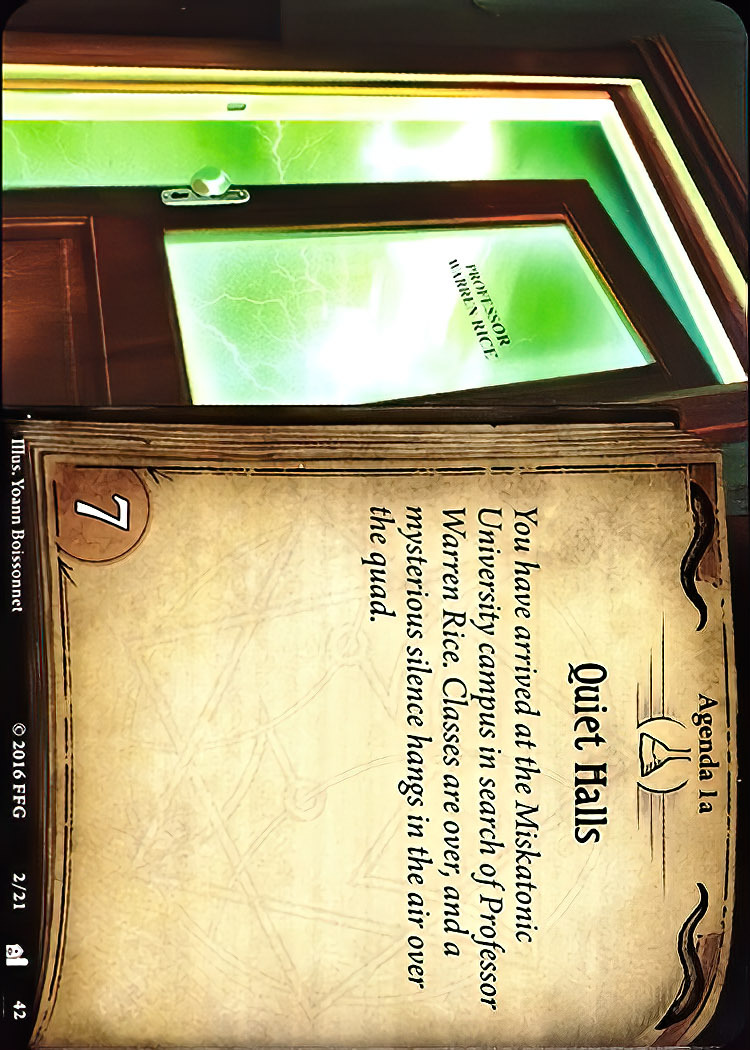 PROFESSOR
WARREN RICE
Agenda 1a
Quiet Halls
You have arrived at the Miskatonic
University campus in search of Professor
Warren Rice. Classes are over, and a
mysterious silence hangs in the air over
the quad.
7
Illus. Yoann Boissonnet
© 2016 FFG
2/21
42